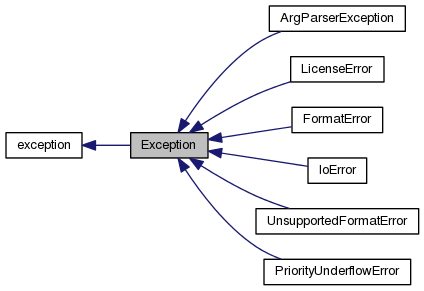 ArgParserException
LicenseError
FormatError
exception
Exception
IoError
UnsupportedFormatError
PriorityUnderflowError